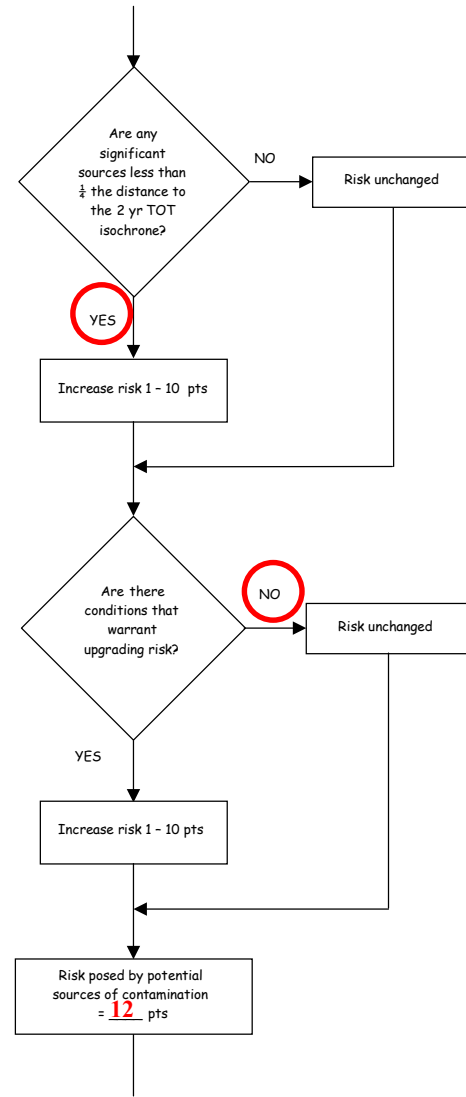 Are any
significant
sources less than
¼ the distance to
the 2 yr TOT
isochrone?
NO
Risk unchanged
YES
Increase risk 1 – 10 pts
Are there
conditions that
warrant
upgrading risk?
NO
Risk unchanged
YES
Increase risk 1 – 10 pts
Risk posed by potential
sources of contamination
= 12 pts